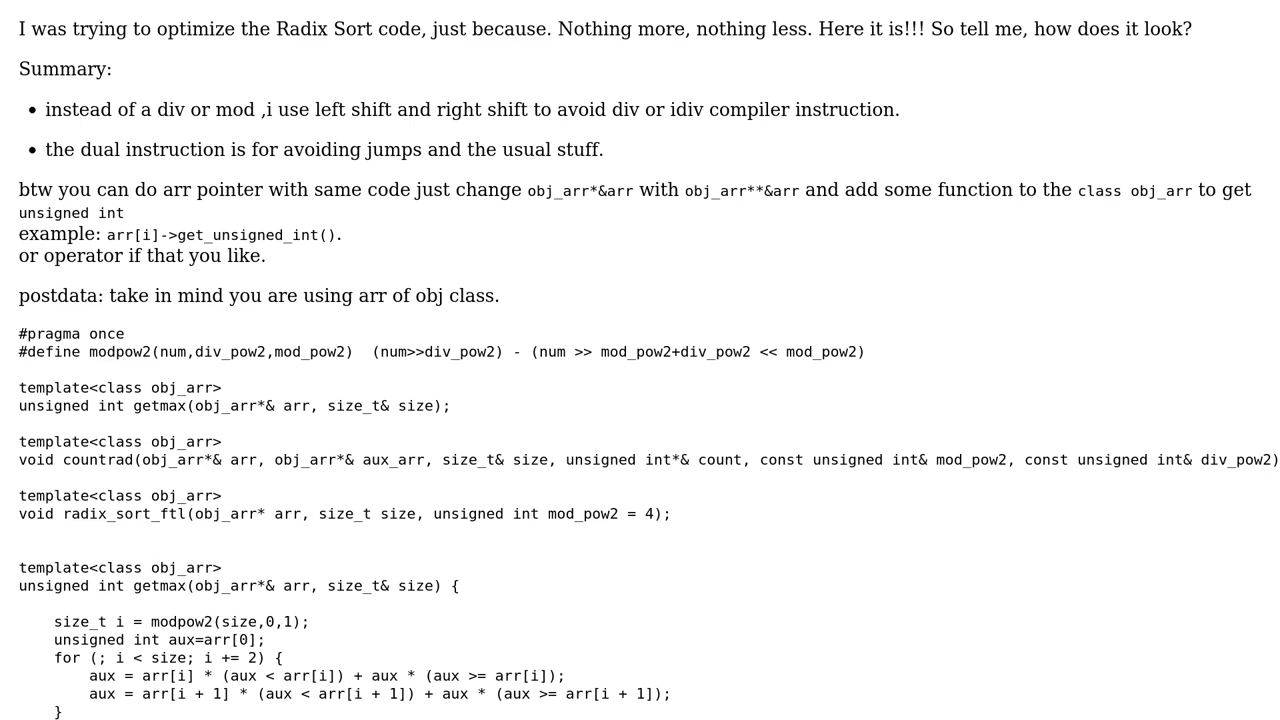 I was trying to optimize the Radix Sort code, just because. Nothing more, nothing less. Here it is!!! So tell me, how does it look?
Summary:
• instead of a div or mod ,i use left shift and right shift to avoid div or idiv compiler instruction.
• the dual instruction is for avoiding jumps and the usual stuff.
btw you can do arr pointer with same code just change obj_arr*&arr with obj_arr**&arr and add some function to the class obj_arr to get
unsigned int
example: arr[i]->get_unsigned_int().
or operator if that you like.
postdata: take in mind you are using arr of obj class.
#pragma once
#define modpow2(num,div_pow2,mod_pow2)  (num>>div_pow2) - (num >> mod_pow2+div_pow2 << mod_pow2)
template<class obj_arr>
unsigned int getmax(obj_arr*& arr, size_t& size);
template<class obj_arr>
void countrad(obj_arr*& arr, obj_arr*& aux_arr, size_t& size, unsigned int*& count, const unsigned int& mod_pow2, const unsigned int& div_pow2)
template<class obj_arr>
void radix_sort_ftl(obj_arr* arr, size_t size, unsigned int mod_pow2 = 4);
template<class obj_arr>
unsigned int getmax(obj_arr*& arr, size_t& size) {
    size_t i = modpow2(size,0,1);
    unsigned int aux=arr[0];
    for (; i < size; i += 2) {
        aux = arr[i] * (aux < arr[i]) + aux * (aux >= arr[i]);
        aux = arr[i + 1] * (aux < arr[i + 1]) + aux * (aux >= arr[i + 1]);
    }